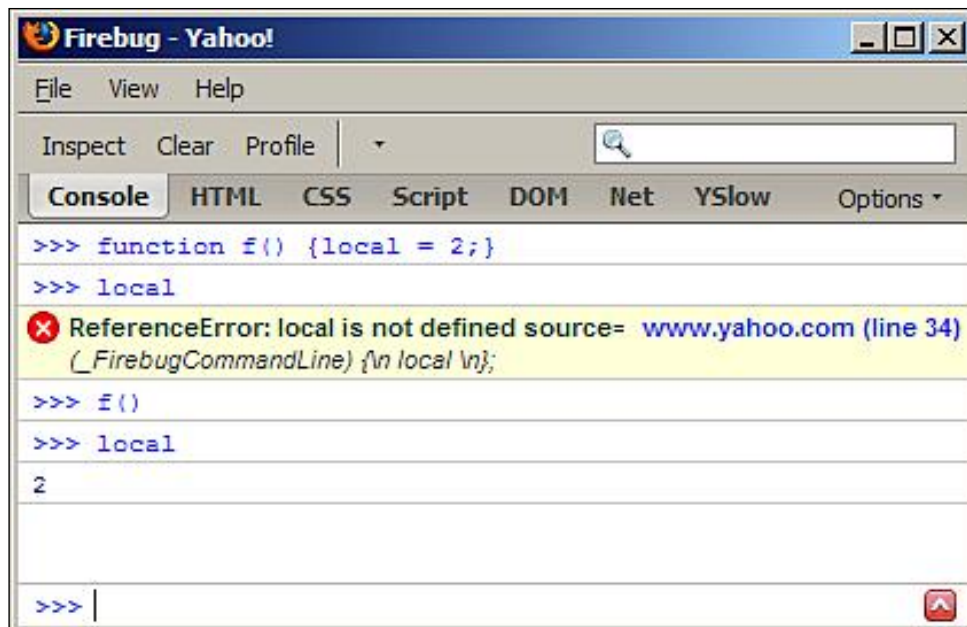 Firebug - Yahoo!
File View Help
Inspect Clear Profile
Console HTML CSS Script DOM Net YSlow Options
>>> function f() {local = 2;}
>>> local
ReferenceError: local is not defined source= www.yahoo.com (line 34)
(_FirebugCommandLine) {\n local \n};
>>> f()
>>> local
2
>>>